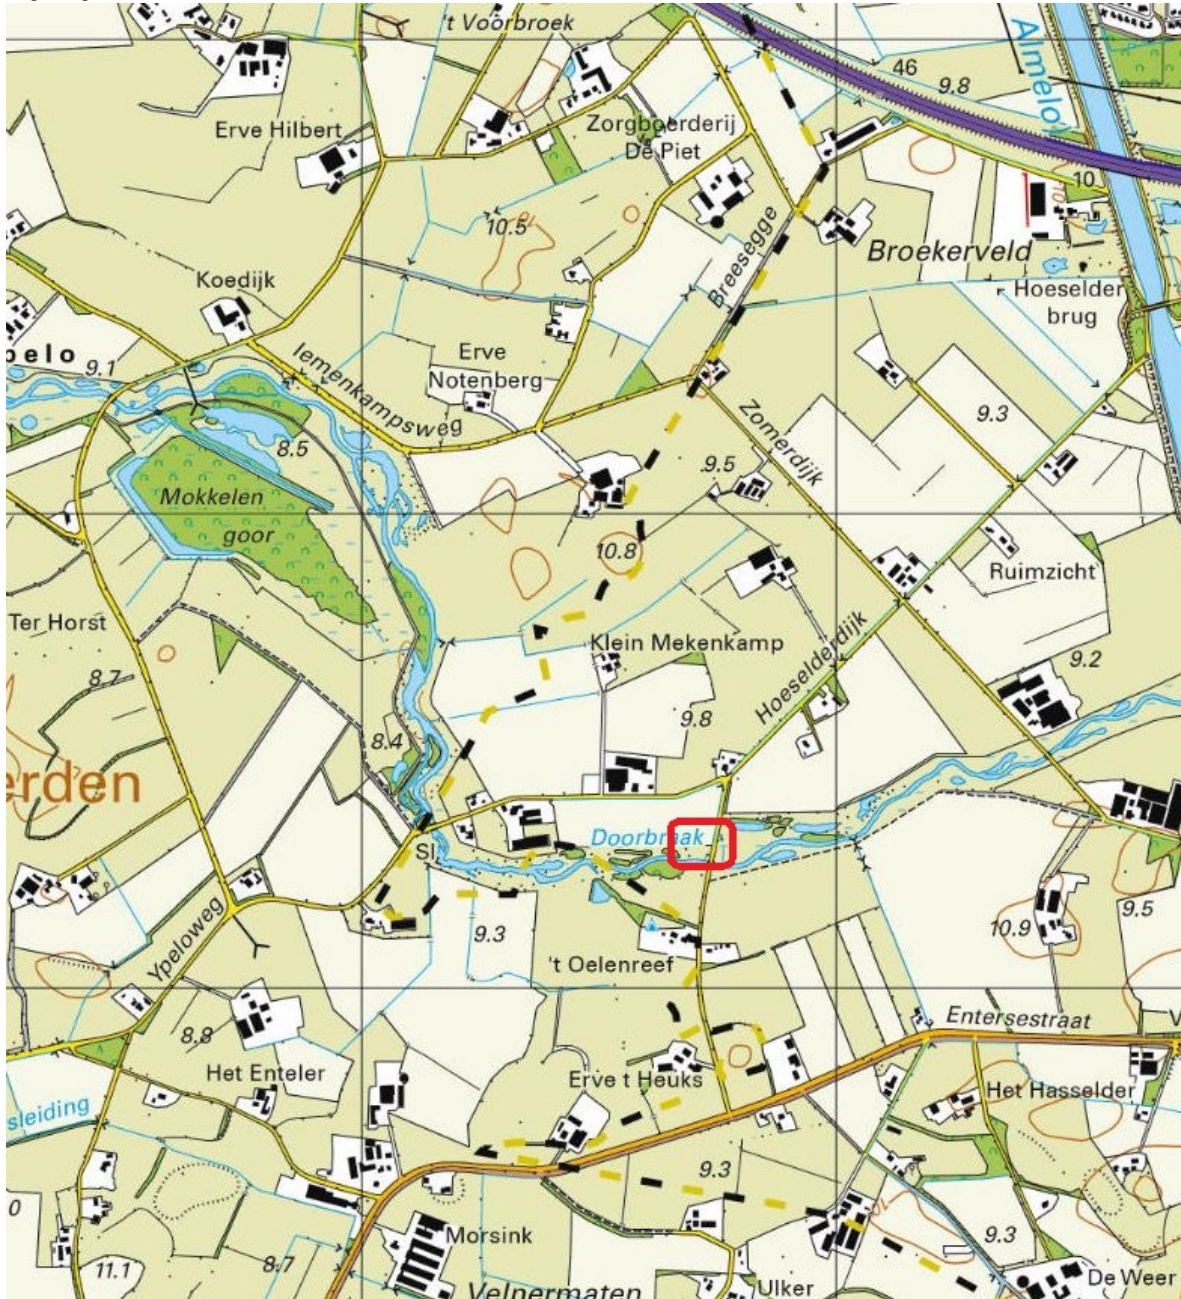 't Voorbroek
Almelo
46
9.8
Erve Hilbert
Zorgboerderij
De Piet
10
10.5
Breesegge
Broekerveld
Koedijk
Hoeselder
brug
pelo
9.1
Iemenkampsweg
Erve
Notenberg
Zomerdijk
9.3
8.5
9.5
Mokkelen
goor
10.8
Ruimzicht
Ter Horst
Klein Mekenkamp
Hoeselderdijk
9.2
8.7
9.8
8.4
erden
Doorbraak
Sl
Ypeloweg
9.3
10.9
9.5
't Oelenreef
8.8
Entersestraat
V
Het Enteler
Erve t Heuks
Het Hasselder
sleiding
9.3
0
Morsink
9.3
11.1
8.7
De Weer
Velnermaten
Ulker